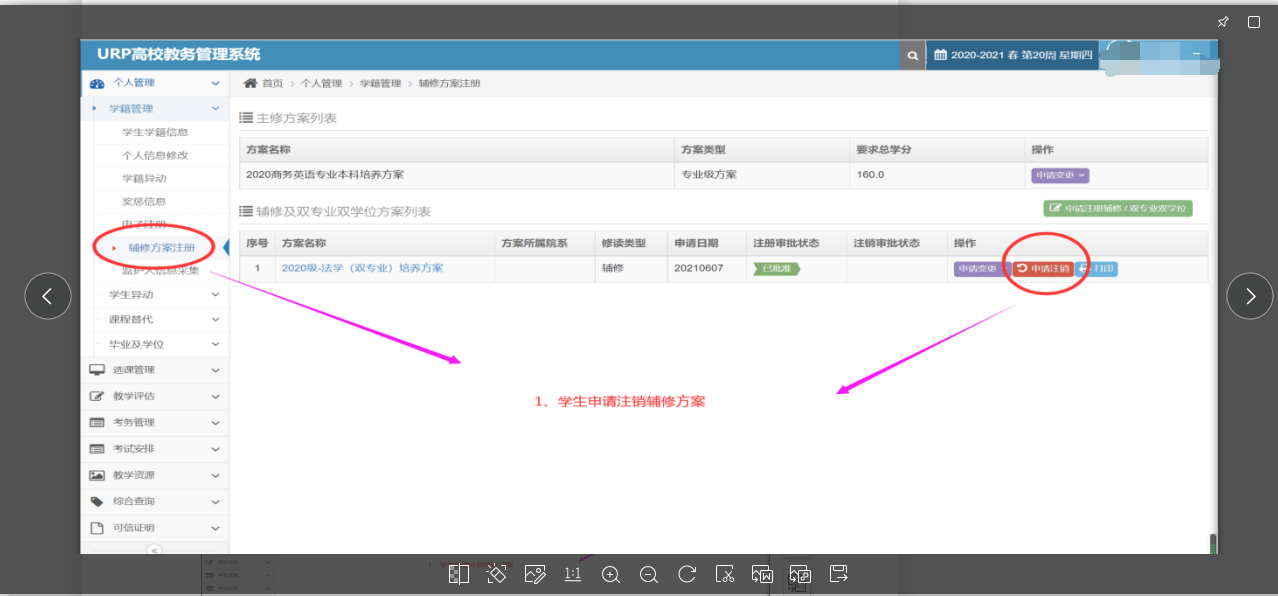 URP高校教务管理系统
2020-2021 春 第20周 星期四
个人管理
首页 > 个人管理 > 学籍管理 > 辅修方案注册
学籍管理
学生学籍信息
个人信息修改
学籍异动
奖惩信息
电子注册
辅修方案注册
监护人信息采集
学生异动
课程替代
毕业及学位
选课管理
教学评估
考务管理
考试安排
教学资源
综合查询
可信证明
主修方案列表
方案名称 方案类型 要求总学分 操作
2020商务英语专业本科培养方案 专业级方案 160.0 申请变更
辅修及双专业双学位方案列表 申请注册辅修 / 双专业双学位
序号 方案名称 方案所属院系 修读类型 申请日期 注册审批状态 注销审批状态 操作
1 2020级-法学（双专业）培养方案 辅修 20210607 已批准 申请变更 申请注销 打印
1、学生申请注销辅修方案
1:1